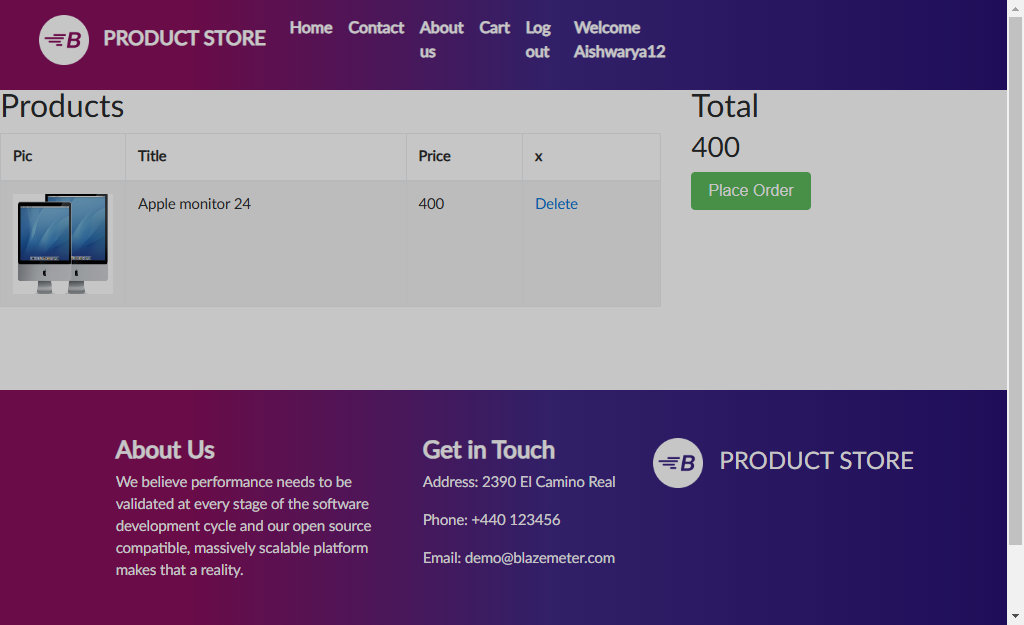 B PRODUCT STORE
Home Contact About us Cart Log out Welcome Aishwarya12
Products
Pic Title Price x
Apple monitor 24 400 Delete
Total
400
Place Order
About Us
We believe performance needs to be
validated at every stage of the software
development cycle and our open source
compatible, massively scalable platform
makes that a reality.
Get in Touch
Address: 2390 El Camino Real
Phone: +440 123456
Email: demo@blazemeter.com
B PRODUCT STORE